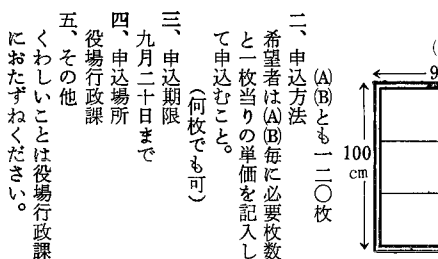 (
9
100
cm
(A)(B)とも一二〇枚
二、申込方法
希望者は(A)(B)毎に必要枚数
と一枚当りの単価を記入し
て申込むこと。
(何枚でも可)
三、申込期限
九月二十日まで
四、申込場所
役場行政課
五、その他
くわしいことは役場行政課
におたずねください。